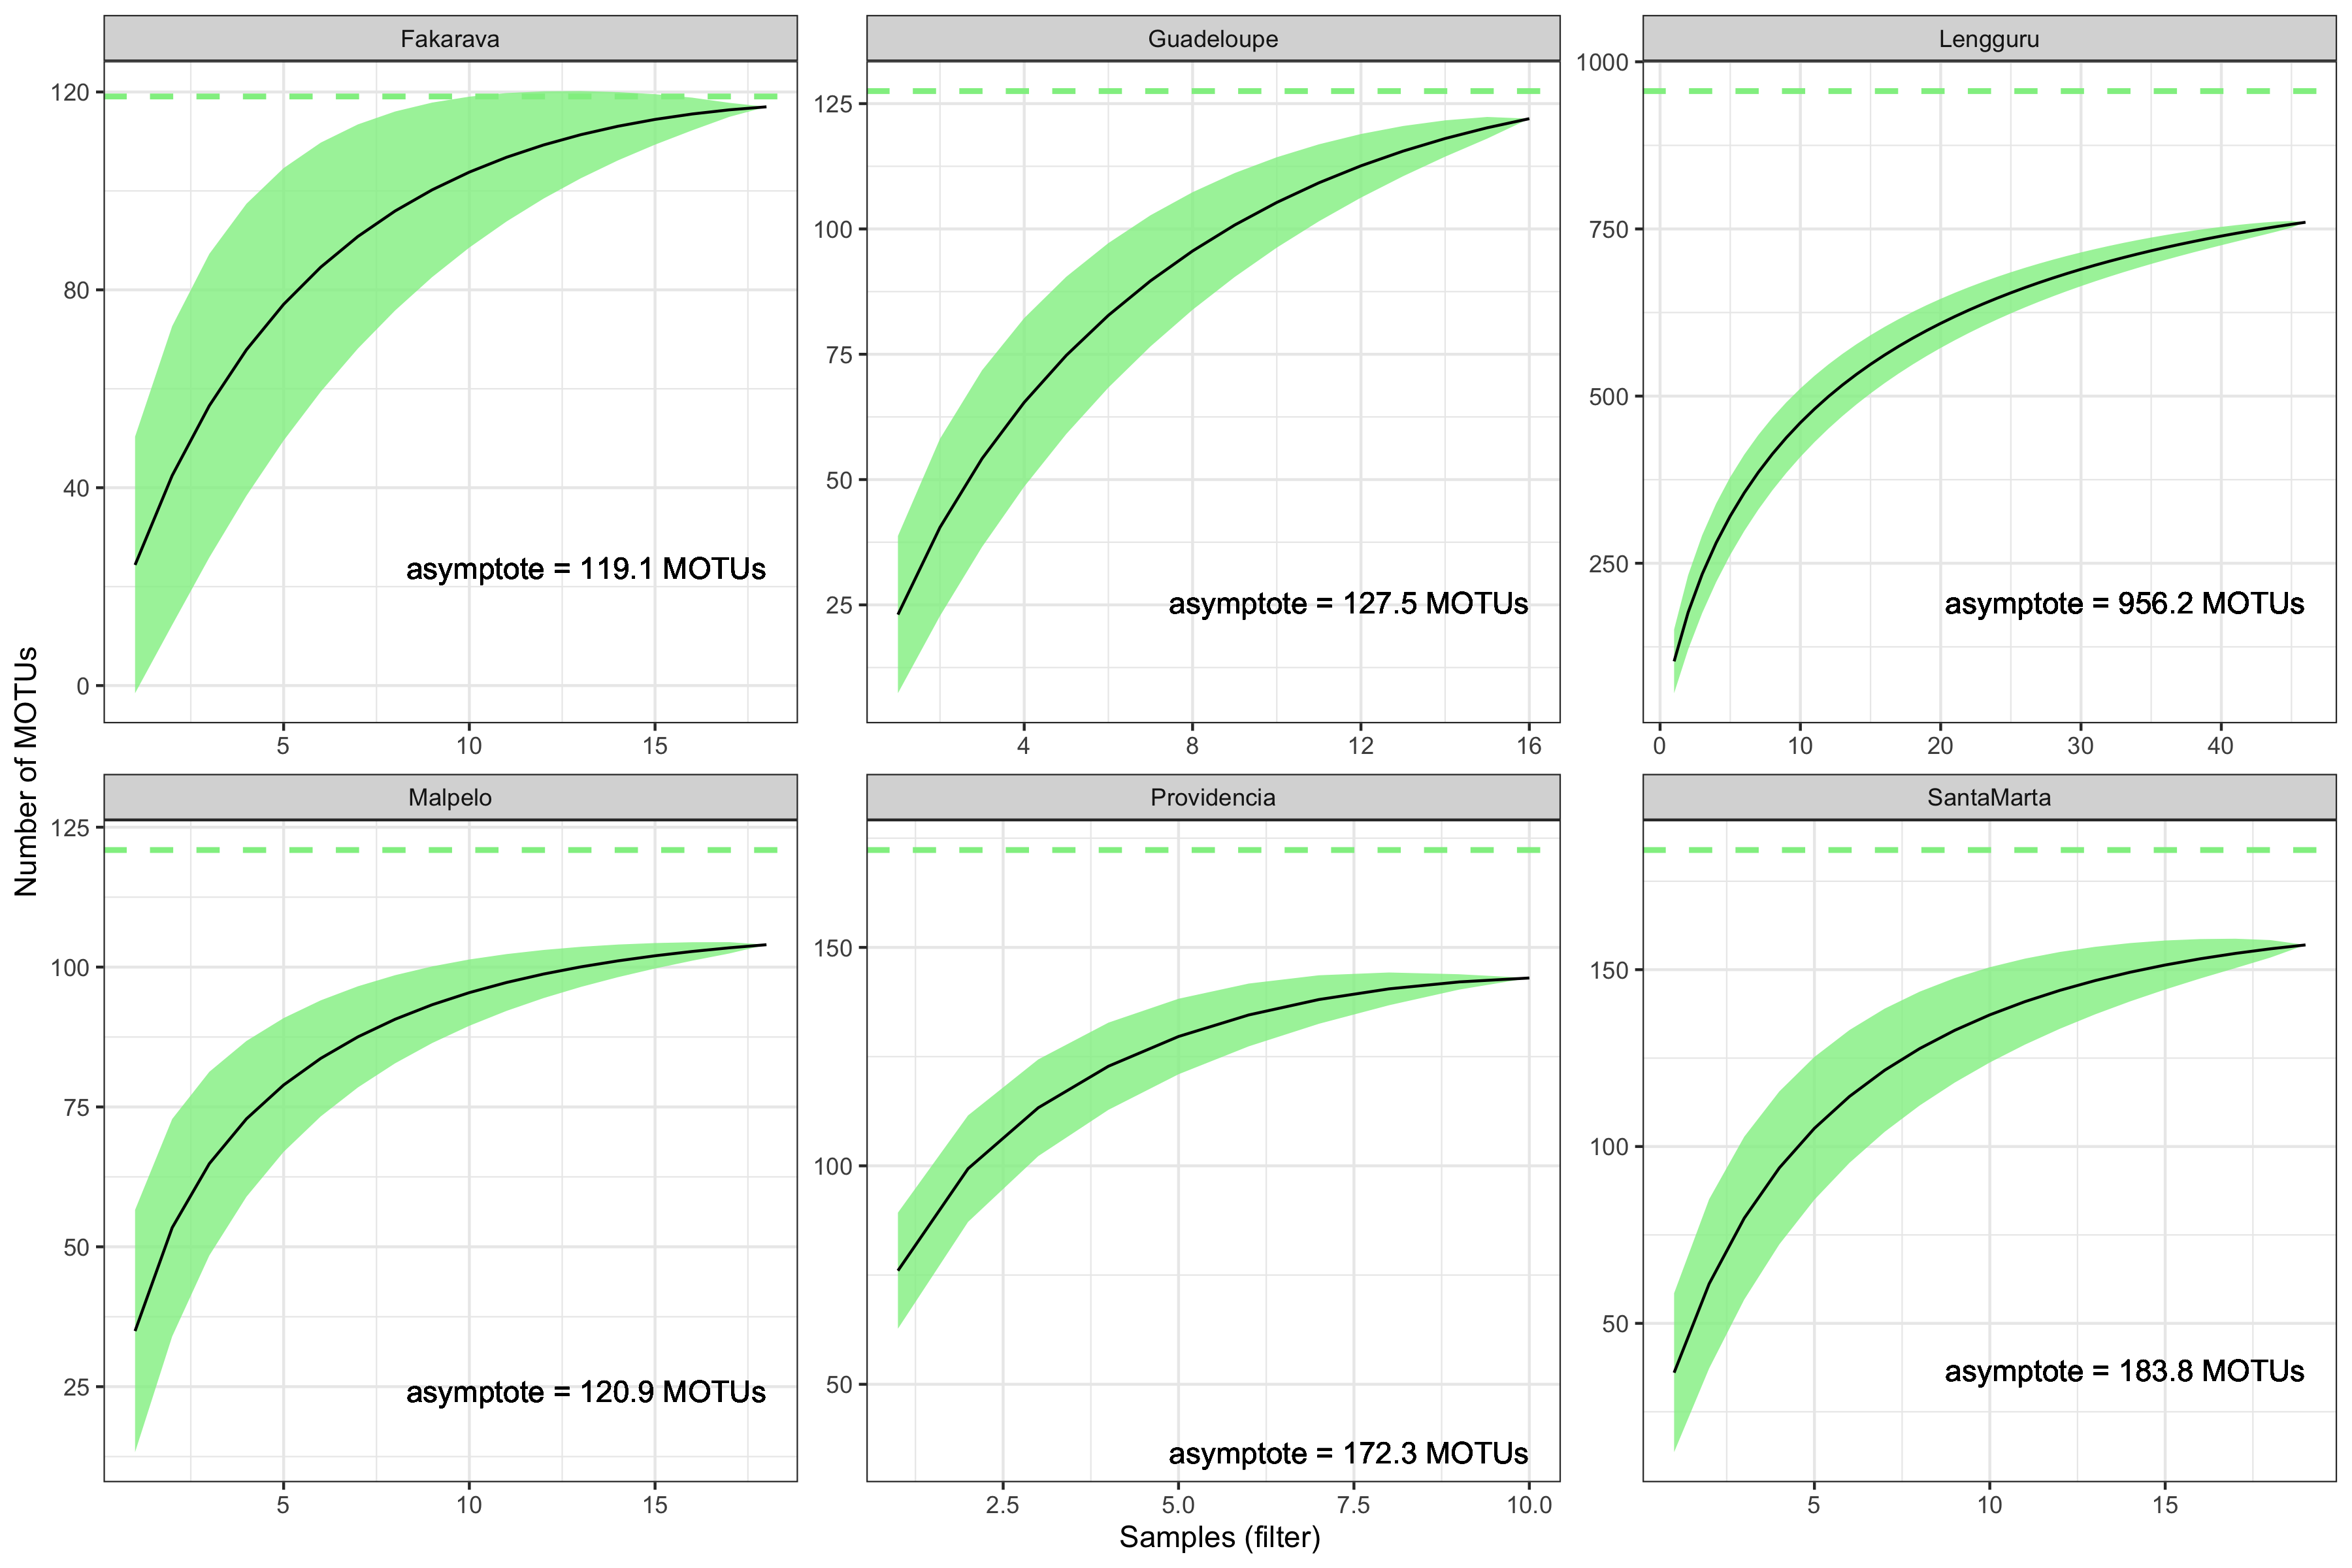 Fakarava
Guadeloupe
Lengguru
120
80
40
0
125
100
75
50
25
1000
750
500
250
asymptote = 119.1 MOTUs
asymptote = 127.5 MOTUs
asymptote = 956.2 MOTUs
5 10 15
4 8 12 16
0 10 20 30 40
Number of MOTUs
Malpelo
Providencia
SantaMarta
125
100
75
50
25
150
100
50
150
100
50
asymptote = 120.9 MOTUs
asymptote = 172.3 MOTUs
asymptote = 183.8 MOTUs
5 10 15
2.5 5.0 7.5 10.0
5 10 15
Samples (filter)